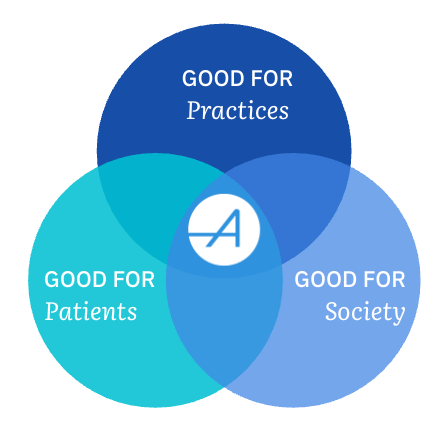 GOOD FOR
Practices
A
GOOD FOR
Patients
GOOD FOR
Society